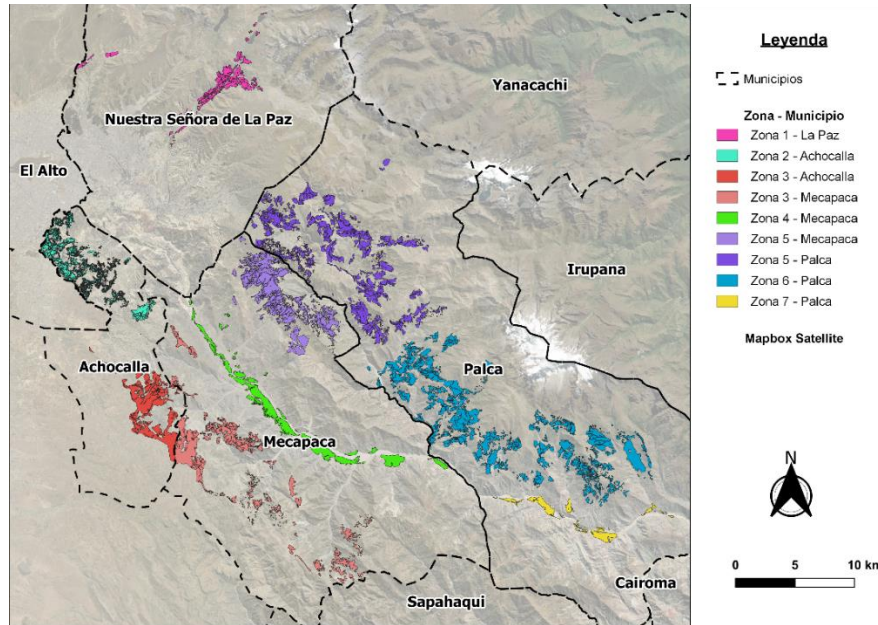 Yanacachi
Nuestra Señora de La Paz
El Alto
Irupana
Achocalla
Palca
Mecapaca
Cairoma
Sapahaqui
Leyenda
Municipios
Zona - Municipio
Zona 1 - La Paz
Zona 2 - Achocalla
Zona 3 - Achocalla
Zona 3 - Mecapaca
Zona 4 - Mecapaca
Zona 5 - Mecapaca
Zona 5 - Palca
Zona 6 - Palca
Zona 7 - Palca
Mapbox Satellite
N
0 5 10 km